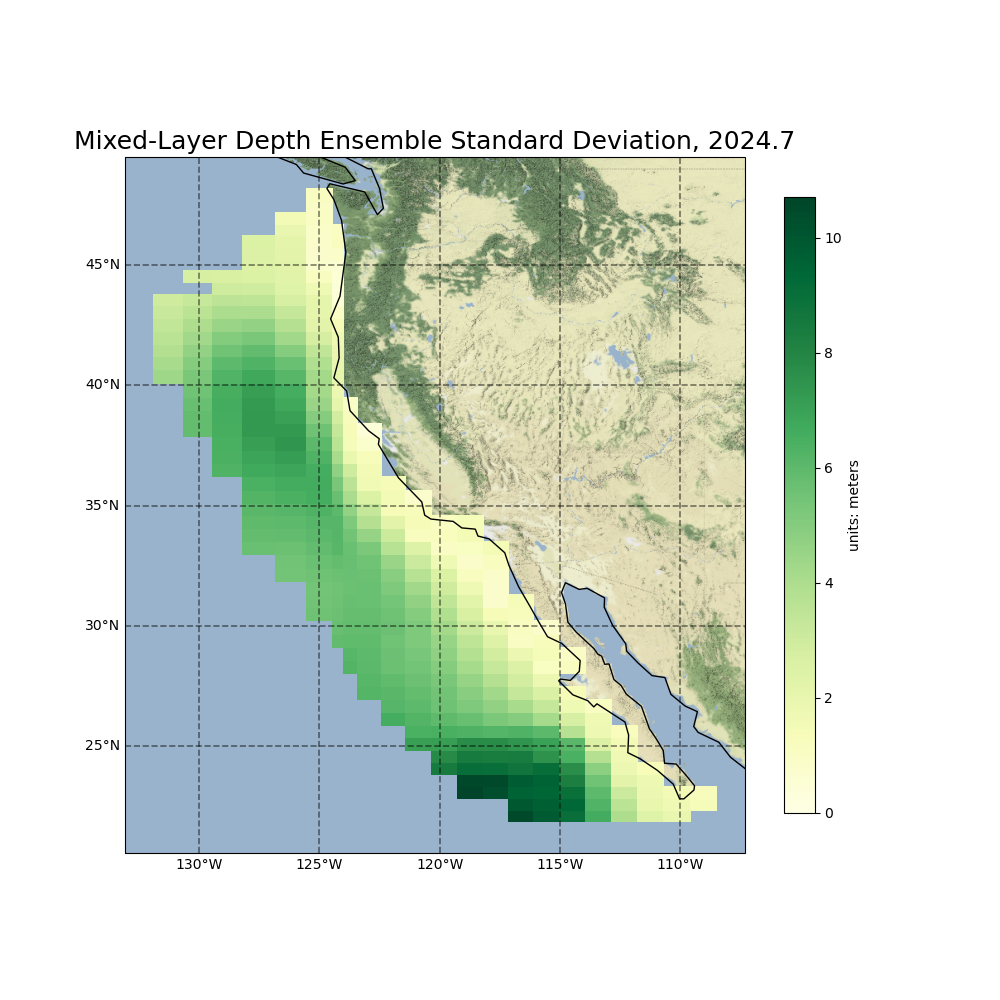 Mixed-Layer Depth Ensemble Standard Deviation, 2024.7
45°N
40°N
35°N
30°N
25°N
130°W
125°W
120°W
115°W
110°W
10
8
6
4
2
0
units: meters